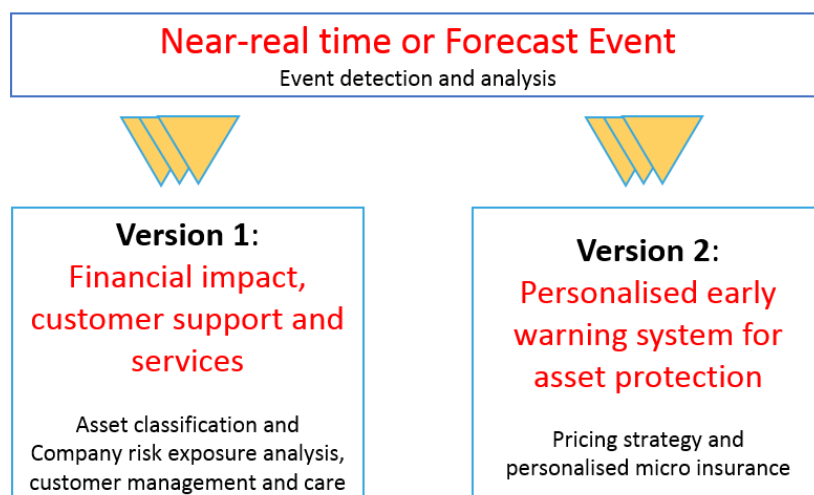 Near-real time or Forecast Event
Event detection and analysis
Version 1:
Financial impact,
customer support and
services
Asset classification and
Company risk exposure analysis,
customer management and care
Version 2:
Personalised early
warning system for
asset protection
Pricing strategy and
personalised micro insurance